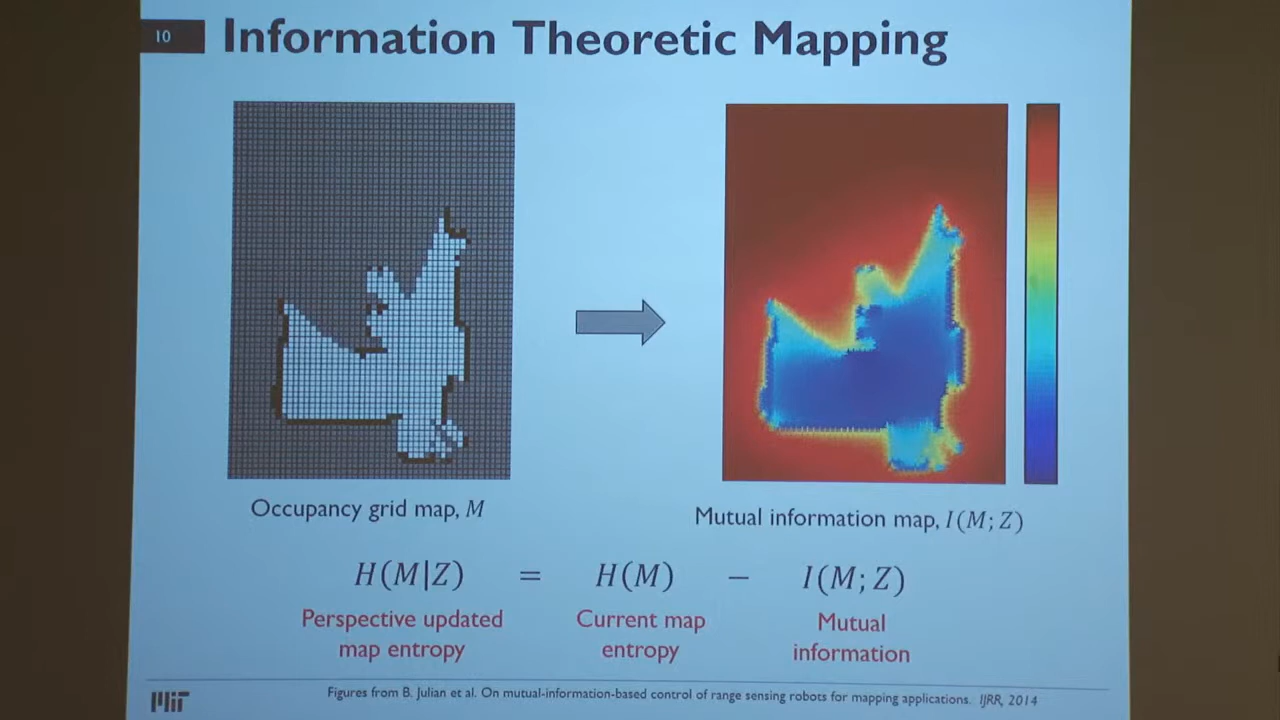 10
Information Theoretic Mapping
Occupancy grid map, M
Mutual information map, I(M; Z)
H(M|Z) = H(M) − I(M; Z)
Perspective updated map entropy
Current map entropy
Mutual information
MIT
Figures from B. Julian et al. On mutual-information-based control of range sensing robots for mapping applications. IJRR, 2014